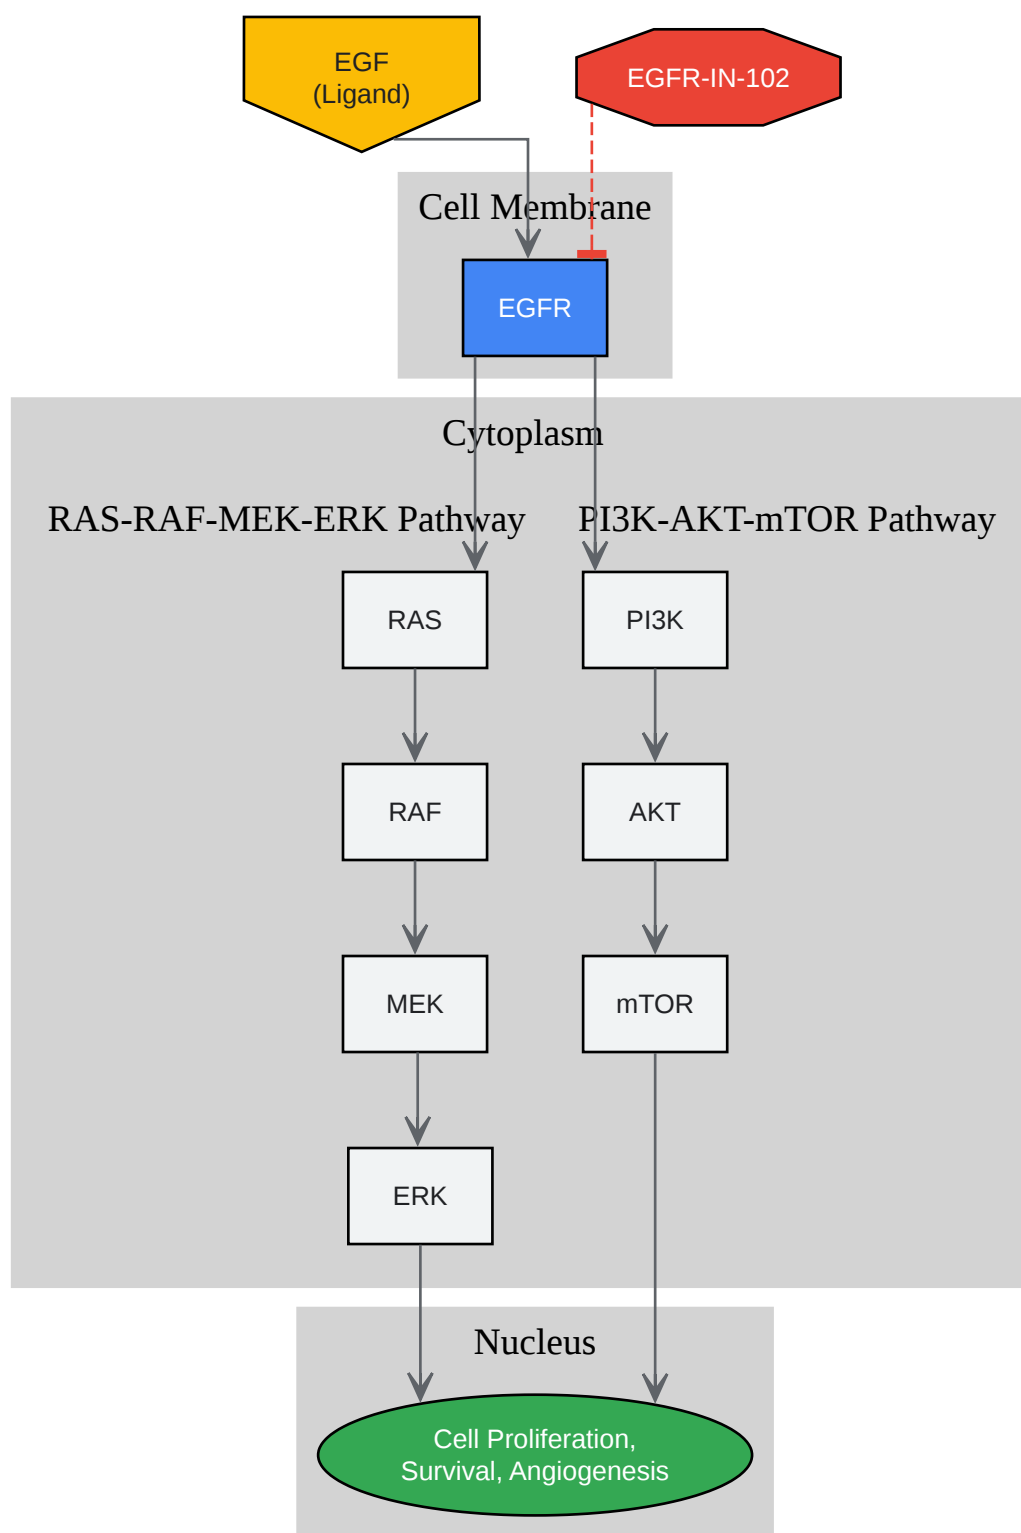 EGF
(Ligand)
EGFR-IN-102
Cell Membrane
EGFR
Cytoplasm
RAS-RAF-MEK-ERK Pathway
PI3K-AKT-mTOR Pathway
RAS
PI3K
RAF
AKT
MEK
mTOR
ERK
Nucleus
Cell Proliferation,
Survival, Angiogenesis